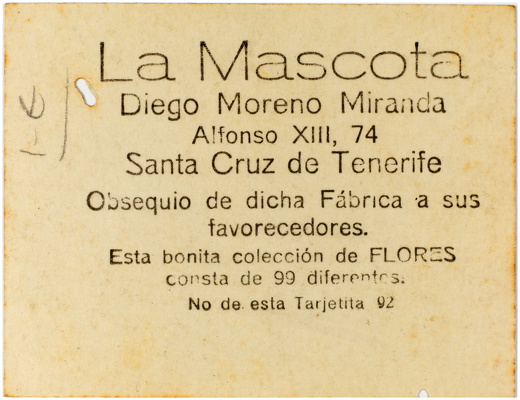 La Mascota
Diego Moreno Miranda
Alfonso XIII, 74
Santa Cruz de Tenerife
Obsequio de dicha Fábrica a sus
favorecedores.
Esta bonita colección de FLORES
consta de 99 diferentes.
No de esta Tarjetita 92